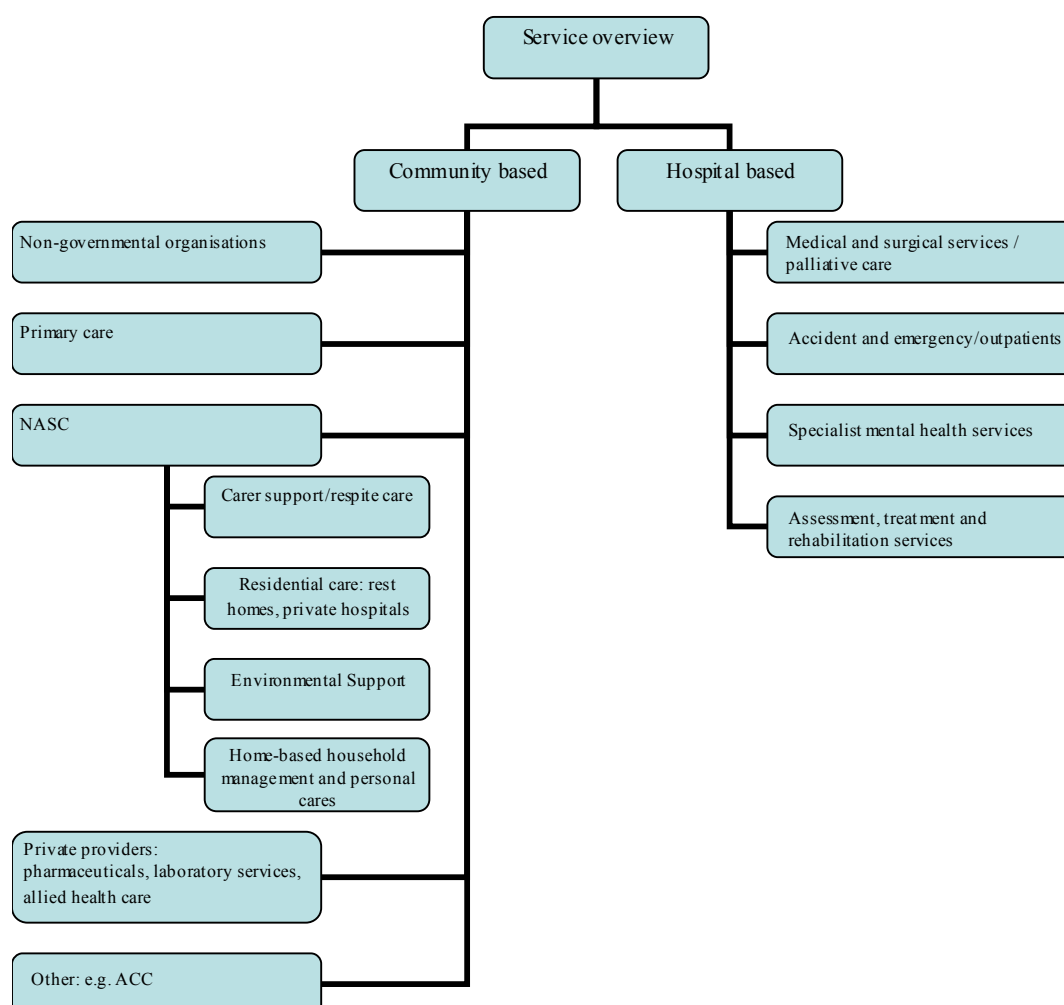 Service overview
Community based
Hospital based
Non-governmental organisations
Primary care
NASC
Carer support/respite care
Residential care: rest
homes, private hospitals
Environmental Support
Home-based household
management and personal
cares
Private providers:
pharmaceuticals, laboratory services,
allied health care
Other: e.g. ACC
Medical and surgical services /
palliative care
Accident and emergency/outpatients
Specialist mental health services
Assessment, treatment and
rehabilitation services